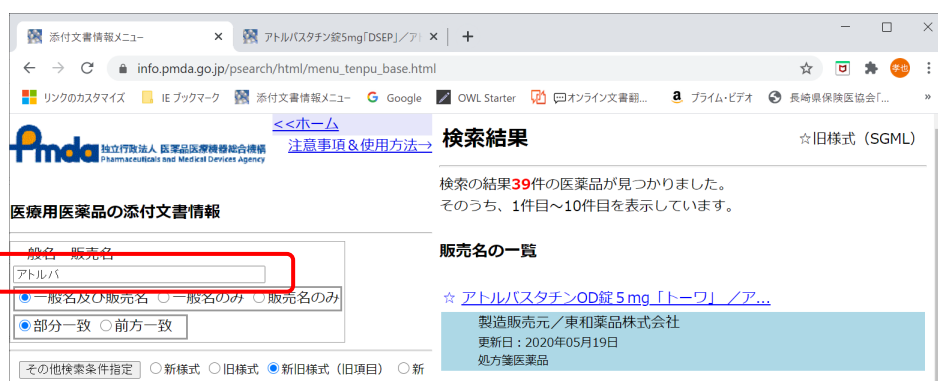 添付文書情報メニュー
アトルバスタチン錠5mg「DSEP」／ア
info.pmda.go.jp/psearch/html/menu_tenpu_base.html
孝也
リンクのカスタマイズ
IE ブックマーク
添付文書情報メニュー
Google
OWL Starter
オンライン文書翻...
プライム・ビデオ
長崎県保険医協会「...
»
<<ホーム
注意事項＆使用方法→
Pmda 独立行政法人 医薬品医療機器総合機構
Pharmaceuticals and Medical Devices Agency
医療用医薬品の添付文書情報
一般名・販売名
アトルバ
一般名及び販売名 一般名のみ 販売名のみ
部分一致 前方一致
その他検索条件指定 新様式 旧様式 新旧様式（旧項目） 新
検索結果
☆旧様式（SGML）
検索の結果39件の医薬品が見つかりました。
そのうち、1件目～10件目を表示しています。
販売名の一覧
☆ アトルバスタチンOD錠５mg「トーワ」 ／ア...
製造販売元／東和薬品株式会社
更新日：2020年05月19日
処方箋医薬品